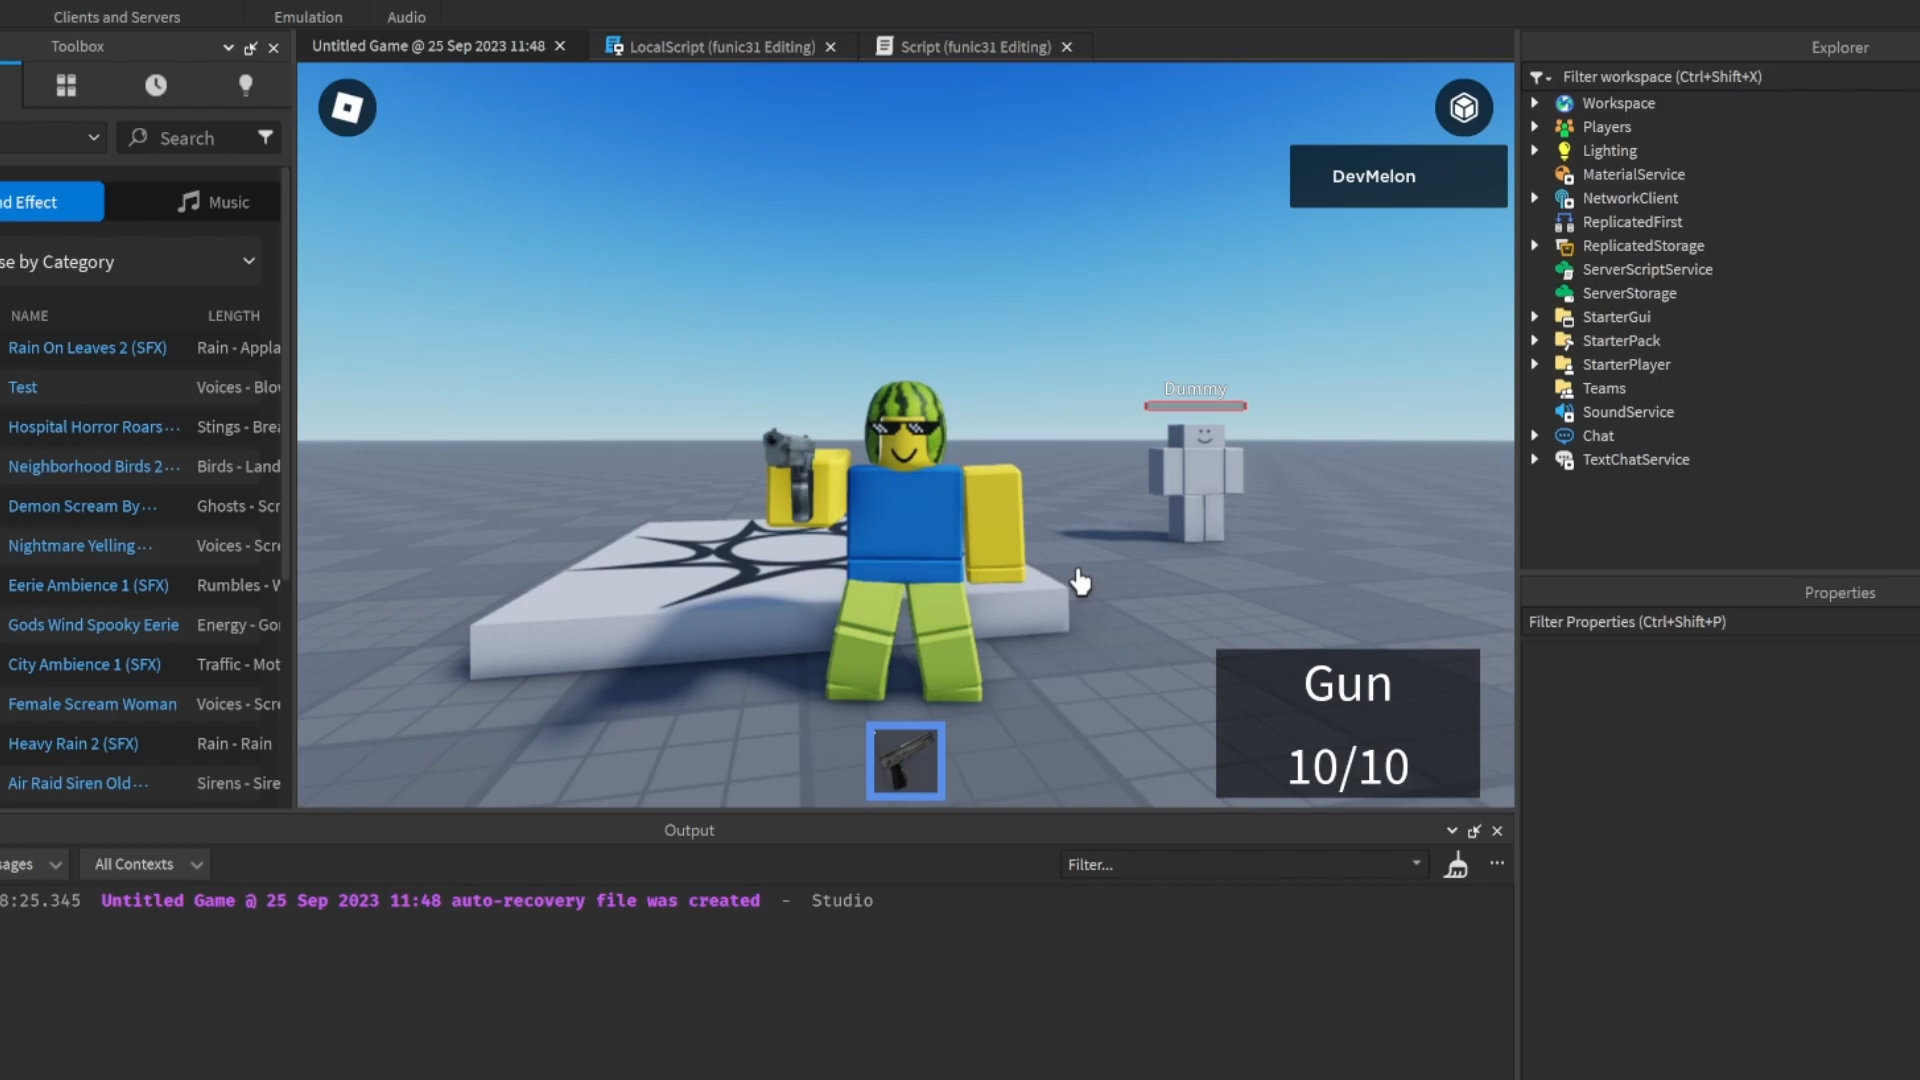 Clients and Servers
Emulation
Audio
Toolbox
Untitled Game @ 25 Sep 2023 11:48
LocalScript (funic31 Editing)
Script (funic31 Editing)
Explorer
Filter workspace (Ctrl+Shift+X)
Search
nd Effect
Music
se by Category
NAME LENGTH
Rain On Leaves 2 (SFX) Rain - Appla
Test Voices - Blo
Hospital Horror Roars··· Stings - Brea
Neighborhood Birds 2··· Birds - Land
Demon Scream By··· Ghosts - Scr
Nightmare Yelling··· Voices - Scre
Eerie Ambience 1 (SFX) Rumbles - W
Gods Wind Spooky Eerie Energy - Gor
City Ambience 1 (SFX) Traffic - Mot
Female Scream Woman Voices - Scre
Heavy Rain 2 (SFX) Rain - Rain
Air Raid Siren Old··· Sirens - Sire
DevMelon
Dummy
Gun
10/10
Workspace
Players
Lighting
MaterialService
NetworkClient
ReplicatedFirst
ReplicatedStorage
ServerScriptService
ServerStorage
StarterGui
StarterPack
StarterPlayer
Teams
SoundService
Chat
TextChatService
Properties
Filter Properties (Ctrl+Shift+P)
Output
sages
All Contexts
Filter...
8:25.345 Untitled Game @ 25 Sep 2023 11:48 auto-recovery file was created - Studio